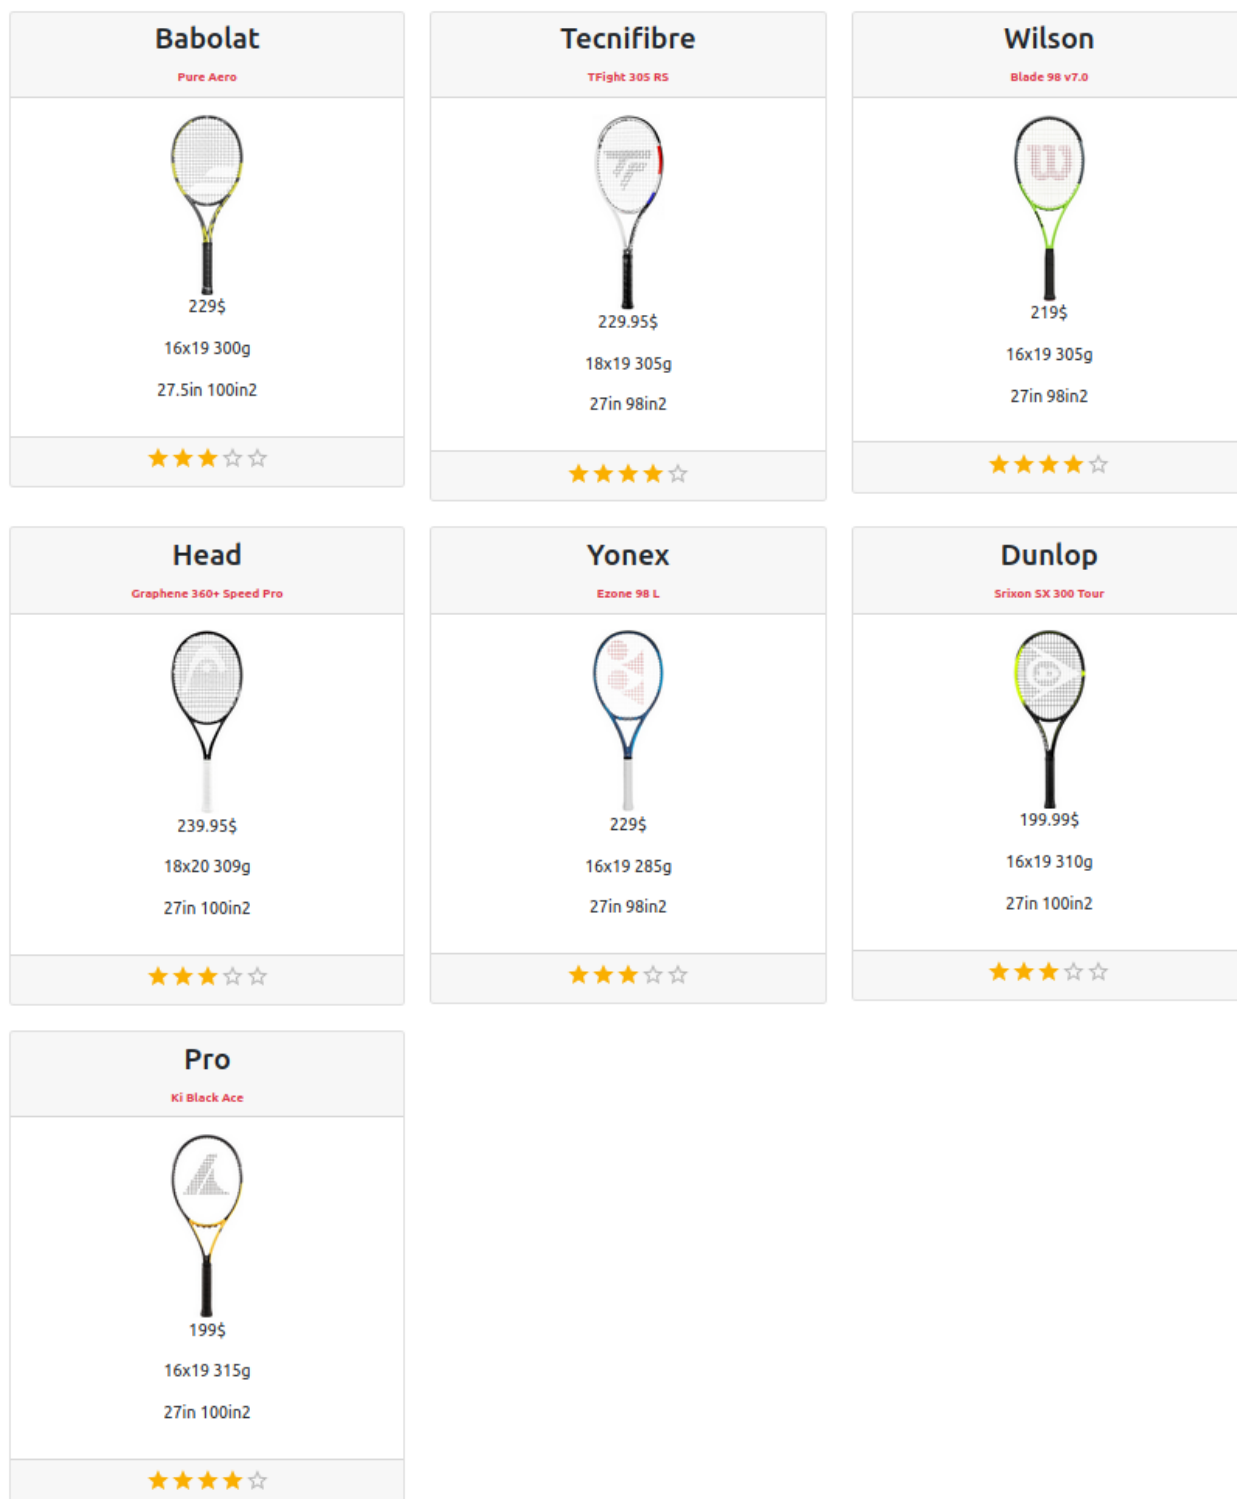 Babolat
Pure Aero
229$
16x19 300g
27.5in 100in2
Tecnifibre
TFight 305 RS
TF
229.95$
18x19 305g
27in 98in2
Wilson
Blade 98 v7.0
W
219$
16x19 305g
27in 98in2
Head
Graphene 360+ Speed Pro
239.95$
18x20 309g
27in 100in2
Yonex
Ezone 98 L
229$
16x19 285g
27in 98in2
Dunlop
Srixon SX 300 Tour
199.99$
16x19 310g
27in 100in2
Pro
Ki Black Ace
199$
16x19 315g
27in 100in2